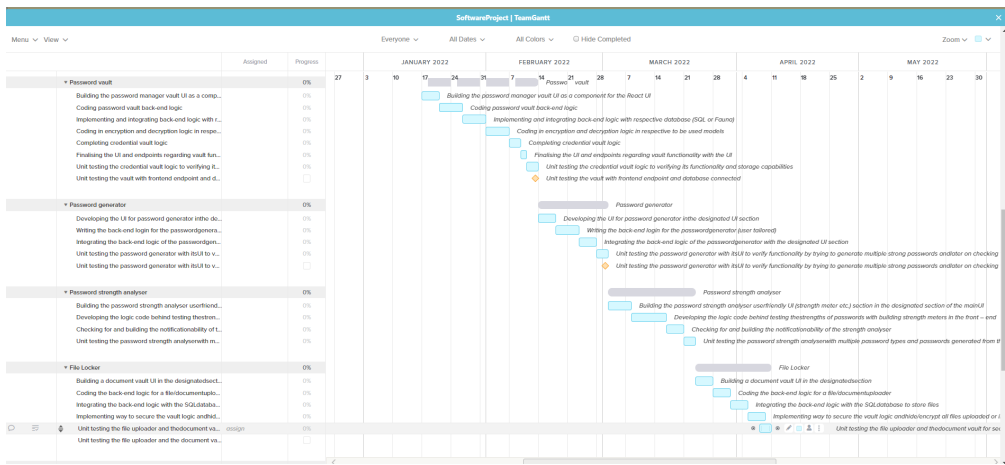 SoftwareProject | TeamGantt
Menu View Everyone All Dates All Colors Hide Completed Zoom
Assigned Progress JANUARY 2022 FEBRUARY 2022 MARCH 2022 APRIL 2022 MAY 2022
27 3 10 17 24 31 7 14 21 28 7 14 21 28 4 11 18 25 2 9 16 23 30
Password vault 0% vault
Building the password manager vault UI as a comp... 0% Building the password manager vault UI as a component for the React UI
Coding password vault back-end logic 0% Coding password vault back-end logic
Implementing and integrating back-end logic with r... 0% Implementing and integrating back-end logic with respective database (SQL or Fauna)
Coding in encryption and decryption logic in respe... 0% Coding in encryption and decryption logic in respective to be used models
Completing credential vault logic 0% Completing credential vault logic
Finalising the UI and endpoints regarding vault fun... 0% Finalising the UI and endpoints regarding vault functionality with the UI
Unit testing the credential vault logic to verifying it... 0% Unit testing the credential vault logic to verifying its functionality and storage capabilities
Unit testing the vault with frontend endpoint and d... Unit testing the vault with frontend endpoint and database connected
Password generator 0% Password generator
Developing the UI for password generator inthe de... 0% Developing the UI for password generator inthe designated UI section
Writing the back-end login for the passwordgenera... 0% Writing the back-end login for the passwordgenerator (user tailored)
Integrating the back-end logic of the passwordgen... 0% Integrating the back-end logic of the passwordgenerator with the designated UI section
Unit testing the password generator with itsUI to v... 0% Unit testing the password generator with itsUI to verify functionality by trying to generate multiple strong passwords andlater on checking
Unit testing the password generator with itsUI to v... Unit testing the password generator with itsUI to verify functionality by trying to generate multiple strong passwords andlater on checking
Password strength analyser 0% Password strength analyser
Building the password strength analyser userfriend... 0% Building the password strength analyser userfriendly UI (strength meter etc.) section in the designated section of the mainUI
Developing the logic code behind testing thestren... 0% Developing the logic code behind testing thestrengths of passwords with building strength meters in the front – end
Checking for and building the notificationability of t... 0% Checking for and building the notificationability of the strength analyser
Unit testing the password strength analyserwith m... 0% Unit testing the password strength analyserwith multiple password types and passwords generated from
File Locker 0% File Locker
Building a document vault UI in the designatedsect... 0% Building a document vault UI in the designatedsection
Coding the back-end logic for a file/documentuplo... 0% Coding the back-end logic for a file/documentuploader
Integrating the back-end logic with the SQLdataba... 0% Integrating the back-end logic with the SQLdatabase to store files
Implementing way to secure the vault logic andhid... 0% Implementing way to secure the vault logic andhide/encrypt all files uploaded or
Unit testing the file uploader and thedocument va... assign 0% Unit testing the file uploader and thedocument vault for
Unit testing the file uploader and the document va...